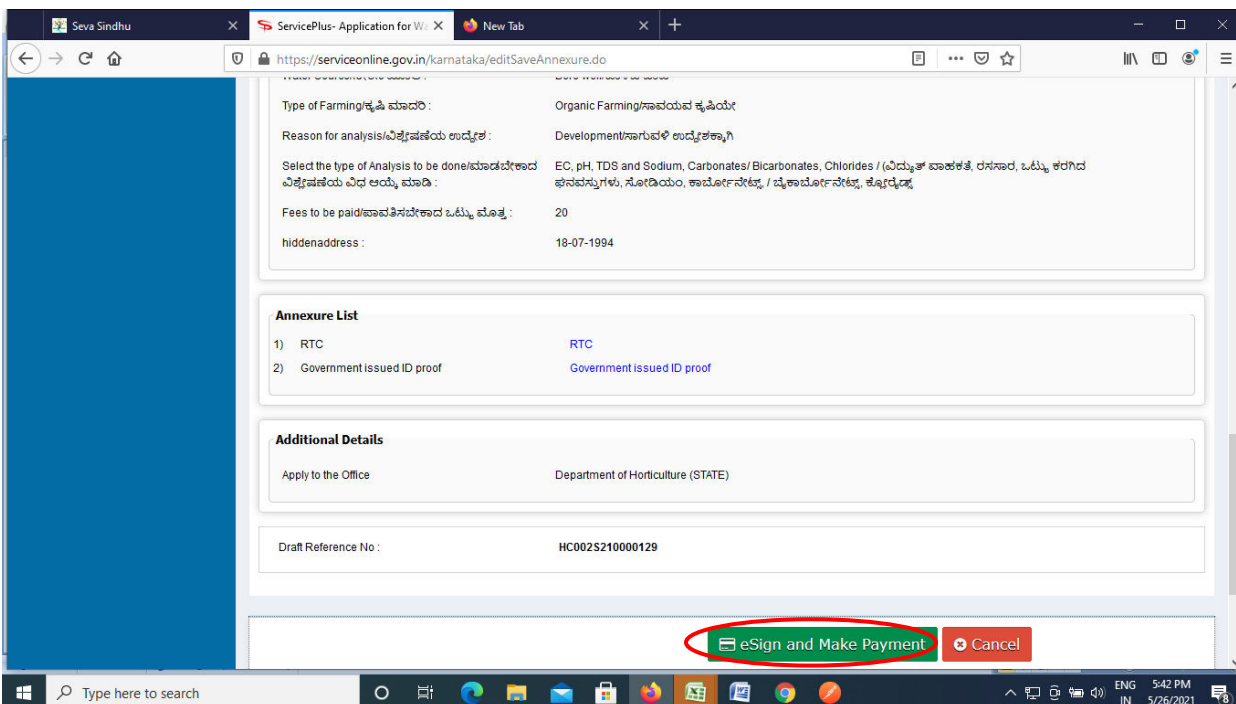 Seva Sindhu
ServicePlus- Application for Wa
New Tab
https://serviceonline.gov.in/karnataka/editSaveAnnexure.do
Type of Farming/ಕೃಷಿ ಮಾದರಿ : Organic Farming/ಸಾವಯವ ಕೃಷಿಯೇ
Reason for analysis/ವಿಶ್ಲೇಷಣೆಯ ಉದ್ದೇಶ : Development/ಸಾಗುವಳಿ ಉದ್ದೇಶಕ್ಕಾಗಿ
Select the type of Analysis to be done/ಮಾಡಬೇಕಾದ EC, pH, TDS and Sodium, Carbonates/ Bicarbonates, Chlorides / (ವಿದ್ಯುತ್ ವಾಹಕತೆ, ರಸಸಾರ, ಒಟ್ಟು ಕರಗಿದ
ವಿಶ್ಲೇಷಣೆಯ ವಿಧ ಆಯ್ಕೆ ಮಾಡಿ : ಘನವಸ್ತುಗಳು, ಸೋಡಿಯಂ, ಕಾರ್ಬೋನೇಟ್ಸ್ / ಬೈಕಾರ್ಬೋನೇಟ್ಸ್, ಕ್ಲೋರೈಡ್ಸ್
Fees to be paid/ಪಾವತಿಸಬೇಕಾದ ಒಟ್ಟು ಮೊತ್ತ : 20
hiddenaddress : 18-07-1994
Annexure List
1) RTC RTC
2) Government issued ID proof Government issued ID proof
Additional Details
Apply to the Office Department of Horticulture (STATE)
Draft Reference No : HC002S210000129
eSign and Make Payment Cancel
Type here to search
ENG 5:42 PM
IN 5/26/2021
8